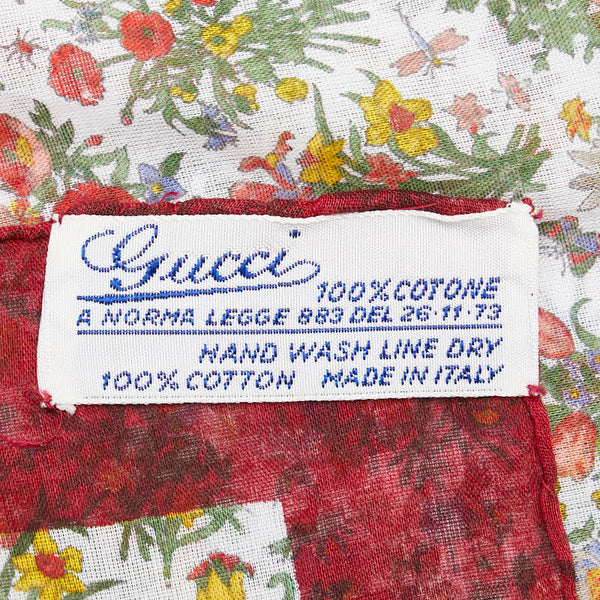 Gucci
100% COTONE
A NORMA LEGGE 883 DEL 26·11·73
HAND WASH LINE DRY
100% COTTON MADE IN ITALY